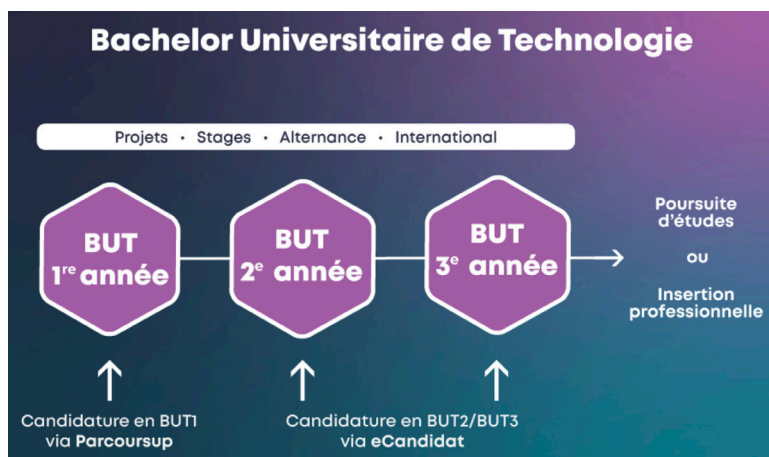 Bachelor Universitaire de Technologie
Projets • Stages • Alternance • International
BUT
1re année
BUT
2e année
BUT
3e année
Poursuite
d'études
ou
Insertion
professionnelle
Candidature en BUT1
via Parcoursup
Candidature en BUT2/BUT3
via eCandidat